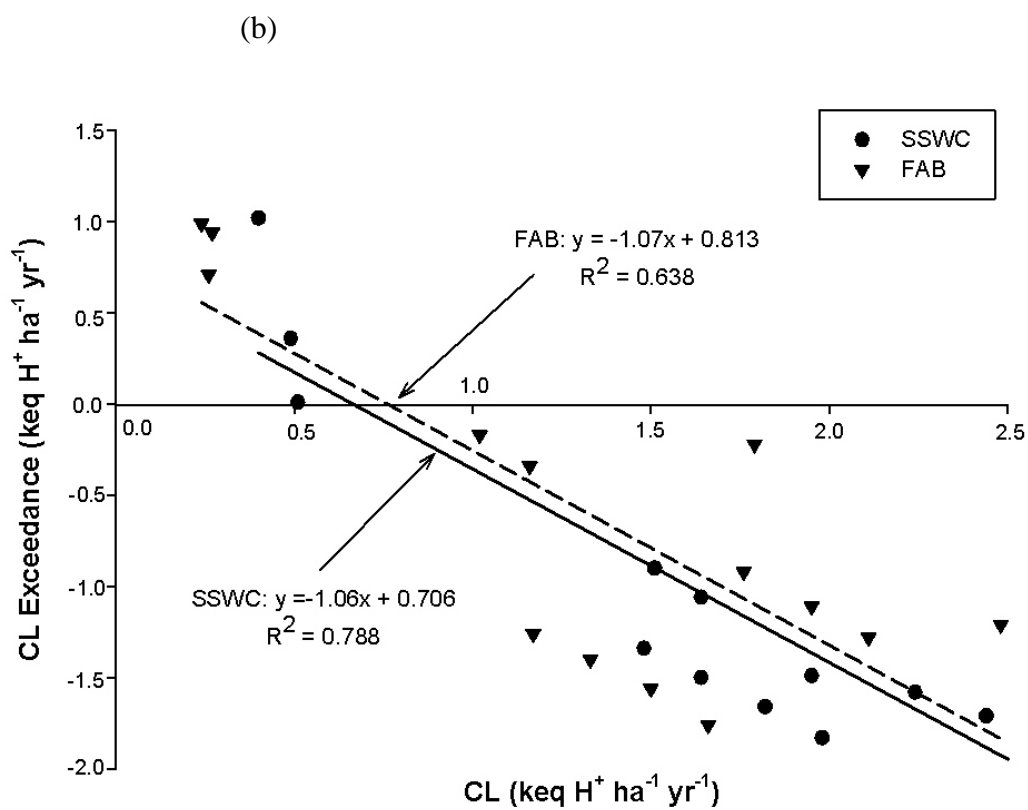 (b)
SSWC
FAB
1.5
1.0
0.5
0.0
-0.5
-1.0
-1.5
-2.0
CL Exceedance (keq H⁺ ha⁻¹ yr⁻¹)
FAB: y = -1.07x + 0.813
R² = 0.638
0.0 0.5 1.0 1.5 2.0 2.5
SSWC: y =-1.06x + 0.706
R² = 0.788
CL (keq H⁺ ha⁻¹ yr⁻¹)